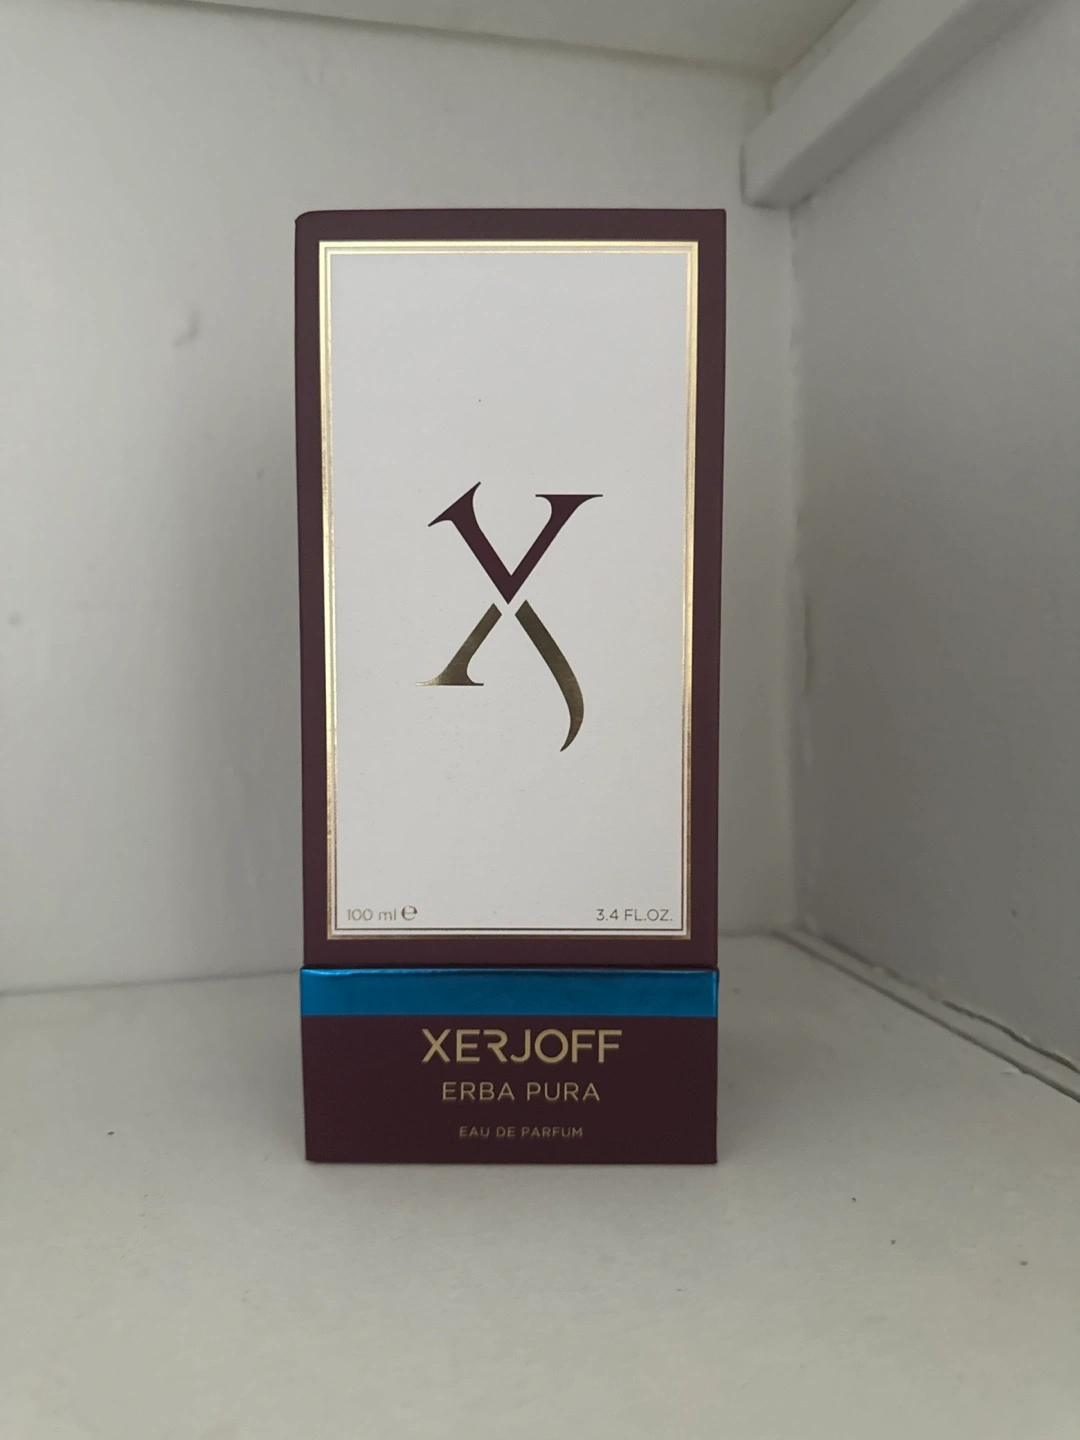 X
100 ml ℮ 3.4 FL.OZ.
XERJOFF
ERBA PURA
EAU DE PARFUM